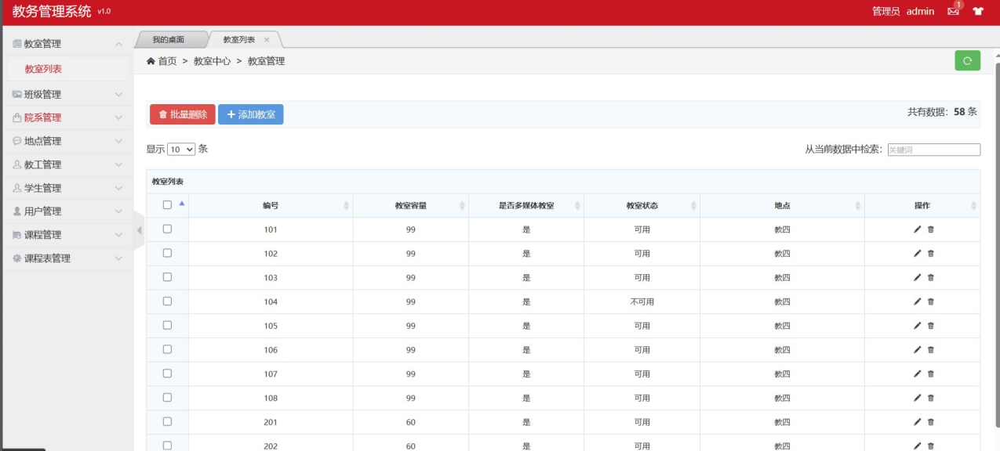 教务管理系统 v1.0
管理员 admin 1
教室管理
教室列表
班级管理
院系管理
地点管理
教工管理
学生管理
用户管理
课程管理
课程表管理
我的桌面 教室列表
首页 > 教室中心 > 教室管理
批量删除 添加教室 共有数据：58 条
显示 10 条 从当前数据中检索： 关键词
教室列表
编号 教室容量 是否多媒体教室 教室状态 地点 操作
101 99 是 可用 教四
102 99 是 可用 教四
103 99 是 可用 教四
104 99 是 不可用 教四
105 99 是 可用 教四
106 99 是 可用 教四
107 99 是 可用 教四
108 99 是 可用 教四
201 60 是 可用 教四
202 60 是 可用 教四